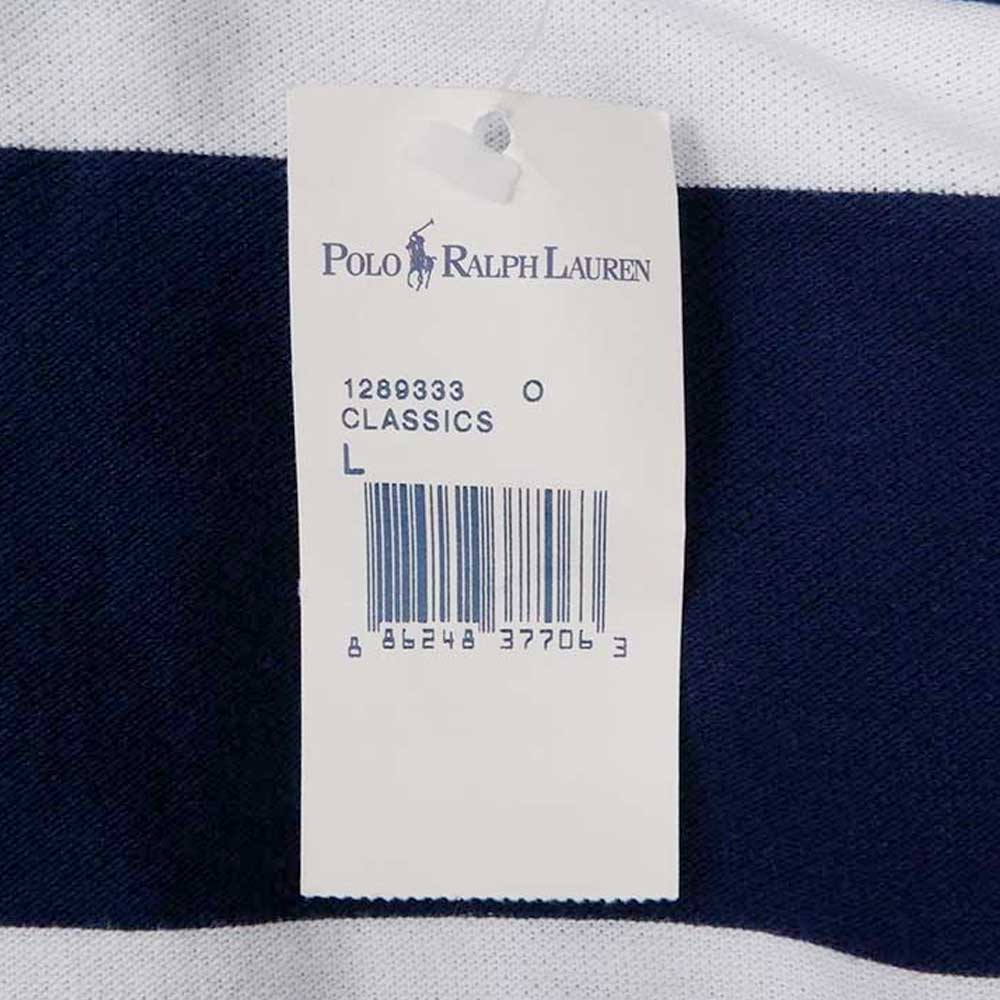 POLO RALPH LAUREN
1289333 O
CLASSICS
L
8 86248 37706 3